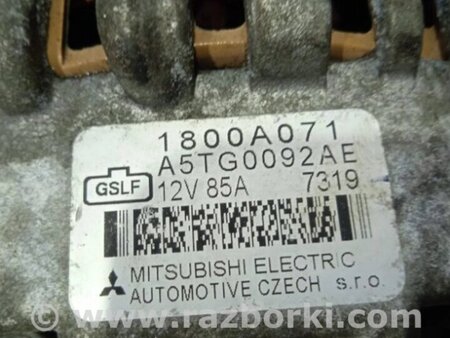 1800A071
A5TG0092AE
GSLF
12V 85A 7319
MITSUBISHI ELECTRIC
AUTOMOTIVE CZECH s.r.o.
www.razborki.com